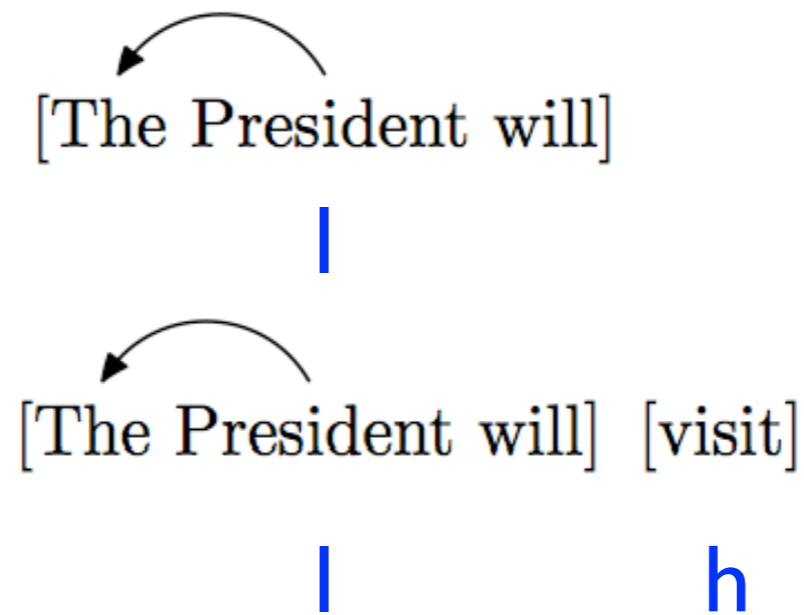 [The President will]
l
[The President will] [visit]
l h